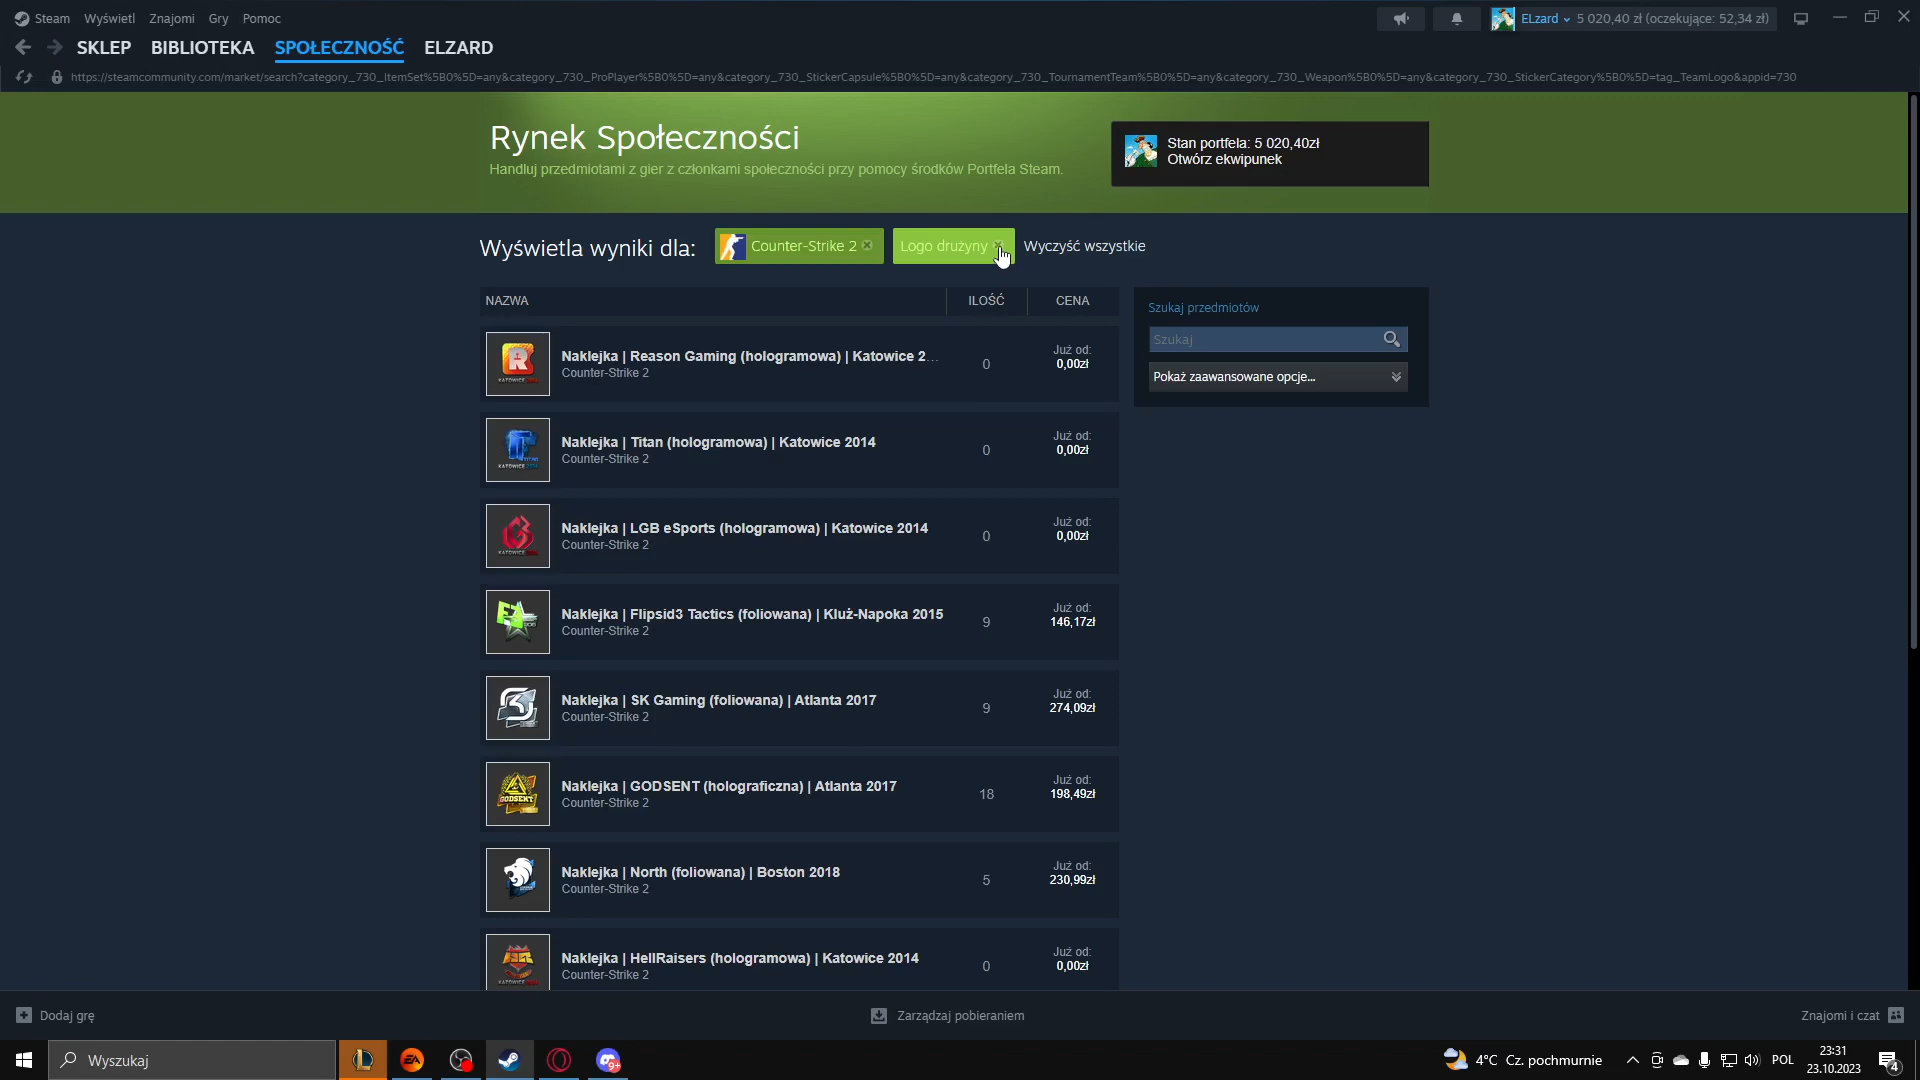 Steam Wyświetl Znajomi Gry Pomoc
ELzard 5 020,40 zł (oczekujące: 52,34 zł)
SKLEP BIBLIOTEKA SPOŁECZNOŚĆ ELZARD
https://steamcommunity.com/market/search?category_730_ItemSet%5B0%5D=any&category_730_ProPlayer%5B0%5D=any&category_730_StickerCapsule%5B0%5D=any&category_730_TournamentTeam%5B0%5D=any&category_730_Weapon%5B0%5D=any&category_730_StickerCategory%5B0%5D=tag_TeamLogo&appid=730
Rynek Społeczności
Handluj przedmiotami z gier z członkami społeczności przy pomocy środków Portfela Steam.
Stan portfela: 5 020,40zł
Otwórz ekwipunek
Wyświetla wyniki dla: Counter-Strike 2 Logo drużyny Wyczyść wszystkie
NAZWA ILOŚĆ CENA
Naklejka | Reason Gaming (hologramowa) | Katowice 2...
Counter-Strike 2
0
Już od:
0,00zł
Naklejka | Titan (hologramowa) | Katowice 2014
Counter-Strike 2
0
Już od:
0,00zł
Naklejka | LGB eSports (hologramowa) | Katowice 2014
Counter-Strike 2
0
Już od:
0,00zł
Naklejka | Flipsid3 Tactics (foliowana) | Kluż-Napoka 2015
Counter-Strike 2
9
Już od:
146,17zł
Naklejka | SK Gaming (foliowana) | Atlanta 2017
Counter-Strike 2
9
Już od:
274,09zł
Naklejka | GODSENT (holograficzna) | Atlanta 2017
Counter-Strike 2
18
Już od:
198,49zł
Naklejka | North (foliowana) | Boston 2018
Counter-Strike 2
5
Już od:
230,99zł
Naklejka | HellRaisers (hologramowa) | Katowice 2014
Counter-Strike 2
0
Już od:
0,00zł
Szukaj przedmiotów
Szukaj
Pokaż zaawansowane opcje...
Dodaj grę
Zarządzaj pobieraniem
Znajomi i czat
Wyszukaj
EA
9+
4°C Cz. pochmurnie
POL
23:31
23.10.2023
4